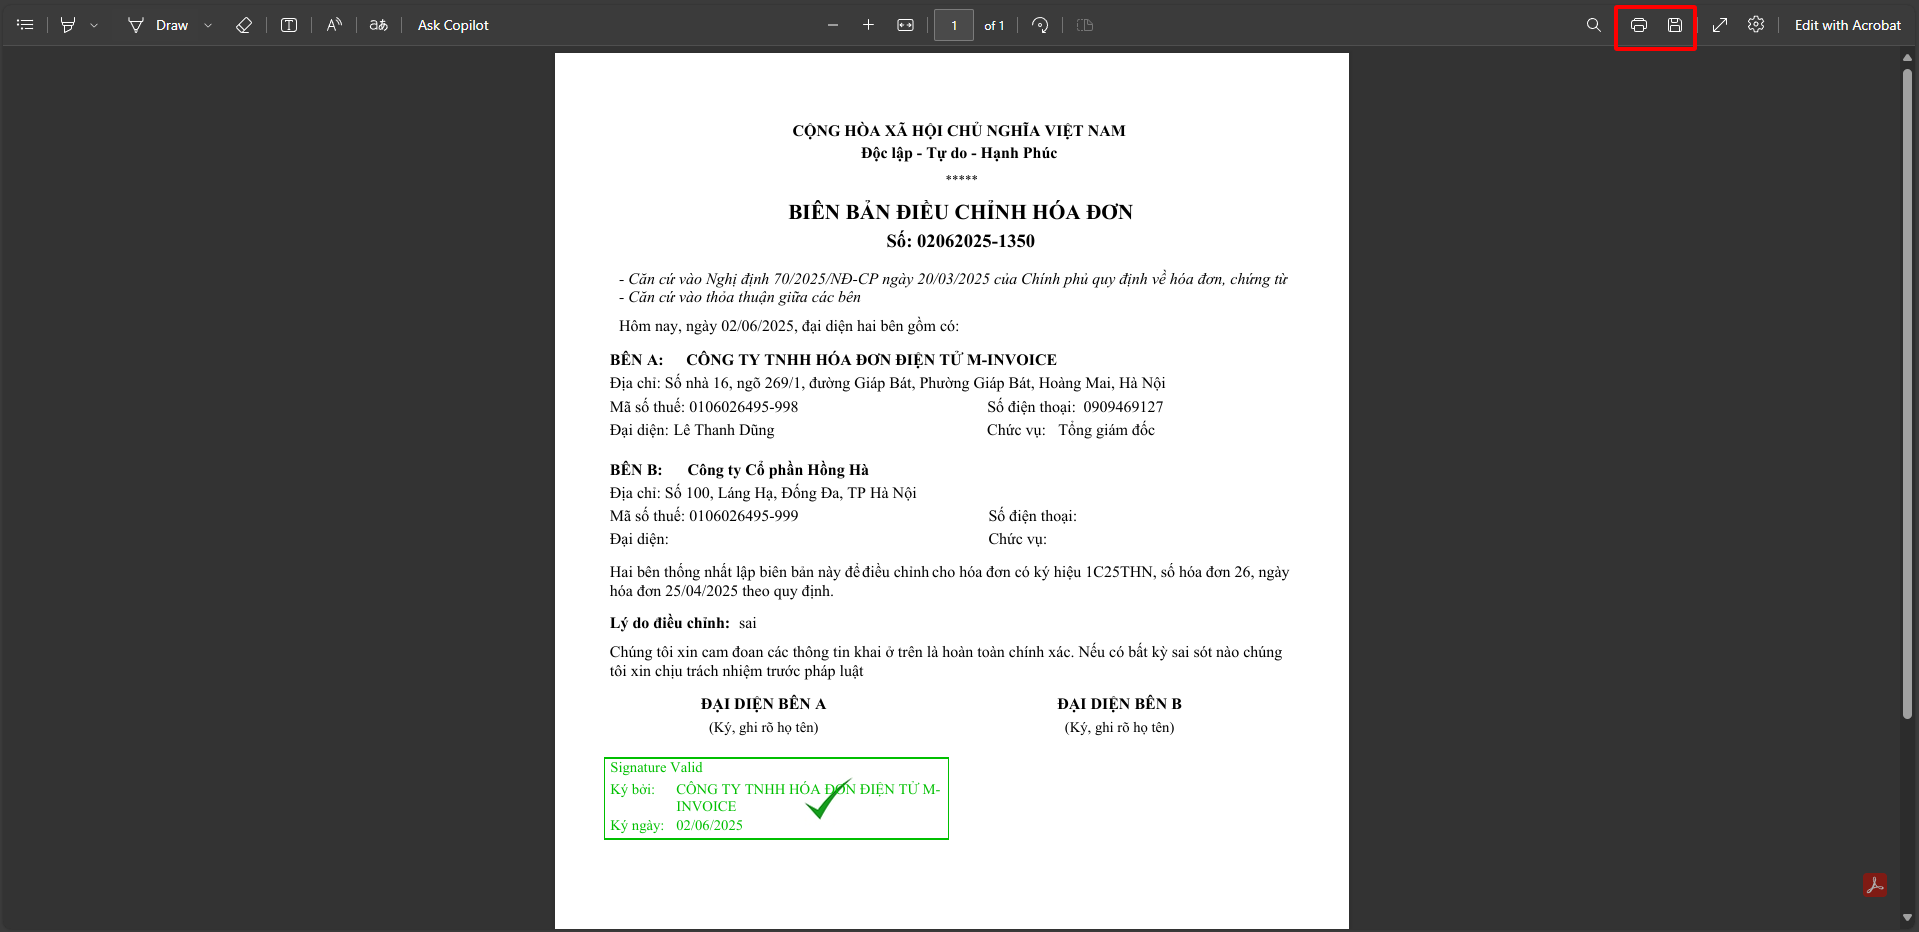 Draw
Ask Copilot
1 of 1
Edit with Acrobat
CỘNG HÒA XÃ HỘI CHỦ NGHĨA VIỆT NAM
Độc lập - Tự do - Hạnh Phúc
*****
BIÊN BẢN ĐIỀU CHỈNH HÓA ĐƠN
Số: 02062025-1350
- Căn cứ vào Nghị định 70/2025/NĐ-CP ngày 20/03/2025 của Chính phủ quy định về hóa đơn, chứng từ
- Căn cứ vào thỏa thuận giữa các bên
Hôm nay, ngày 02/06/2025, đại diện hai bên gồm có:
BÊN A: CÔNG TY TNHH HÓA ĐƠN ĐIỆN TỬ M-INVOICE
Địa chỉ: Số nhà 16, ngõ 269/1, đường Giáp Bát, Phường Giáp Bát, Hoàng Mai, Hà Nội
Mã số thuế: 0106026495-998 Số điện thoại: 0909469127
Đại diện: Lê Thanh Dũng Chức vụ: Tổng giám đốc
BÊN B: Công ty Cổ phần Hồng Hà
Địa chỉ: Số 100, Láng Hạ, Đống Đa, TP Hà Nội
Mã số thuế: 0106026495-999 Số điện thoại:
Đại diện: Chức vụ:
Hai bên thống nhất lập biên bản này để điều chỉnh cho hóa đơn có ký hiệu 1C25THN, số hóa đơn 26, ngày
hóa đơn 25/04/2025 theo quy định.
Lý do điều chỉnh: sai
Chúng tôi xin cam đoan các thông tin khai ở trên là hoàn toàn chính xác. Nếu có bất kỳ sai sót nào chúng
tôi xin chịu trách nhiệm trước pháp luật
ĐẠI DIỆN BÊN A ĐẠI DIỆN BÊN B
(Ký, ghi rõ họ tên) (Ký, ghi rõ họ tên)
Signature Valid
Ký bởi: CÔNG TY TNHH HÓA ĐƠN ĐIỆN TỬ M-
INVOICE
Ký ngày: 02/06/2025